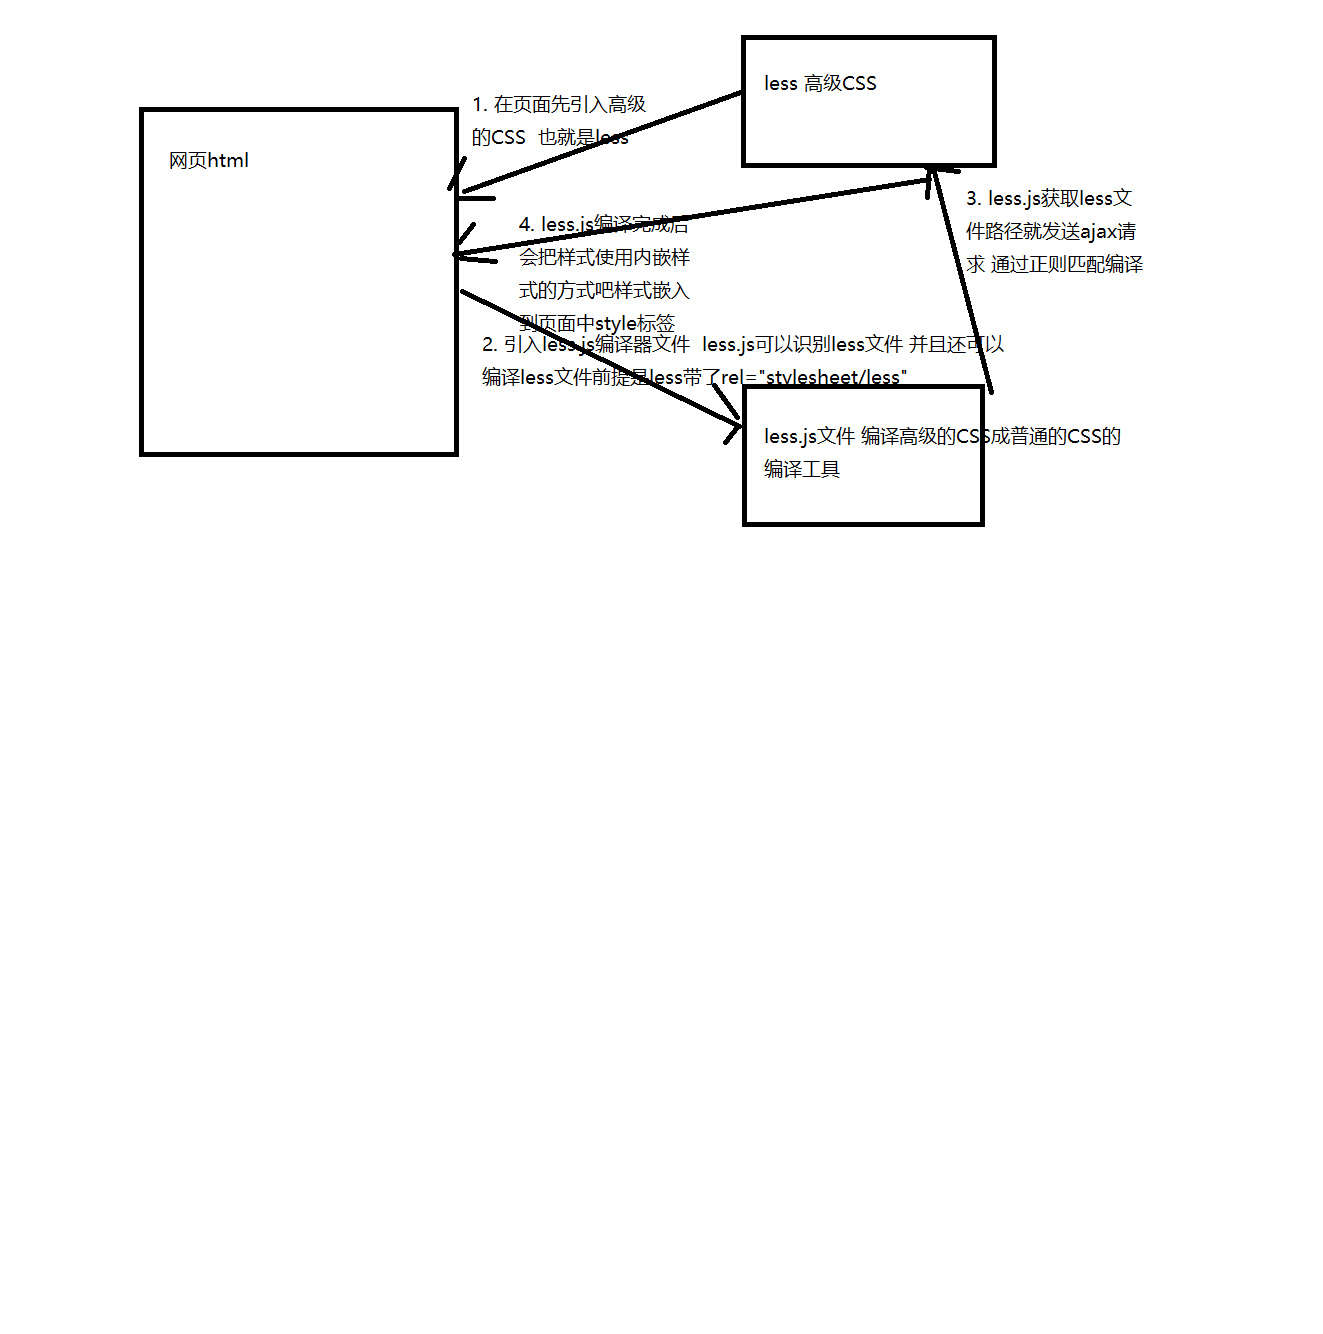 less 高级CSS
1. 在页面先引入高级
的CSS  也就是less
网页html
3. less.js获取less文
件路径就发送ajax请
求 通过正则匹配编译
4. less.js编译完成后
会把样式使用内嵌样
式的方式吧样式嵌入
到页面中style标签
2. 引入less.js编译器文件  less.js可以识别less文件 并且还可以
编译less文件前提是less带了rel="stylesheet/less"
less.js文件 编译高级的CSS成普通的CSS的
编译工具